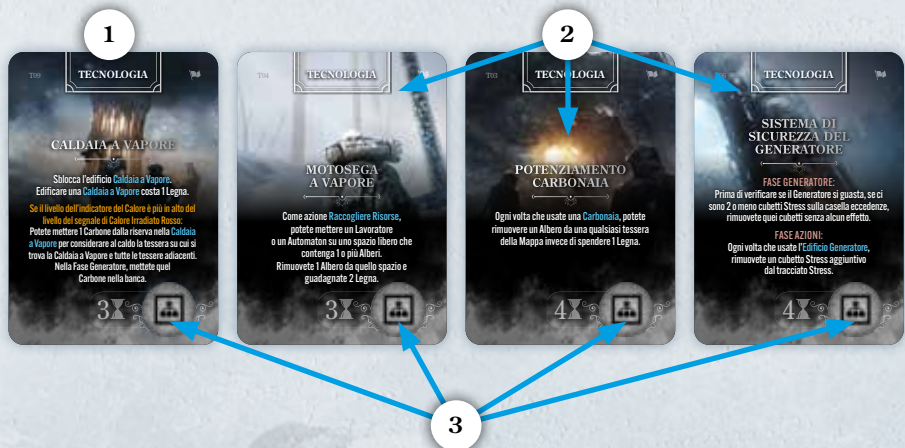 1
2
T09
TECNOLOGIA
CALDAIA A VAPORE
Sblocca l'edificio Caldaia a Vapore.
Edificare una Caldaia a Vapore costa 1 Legna.
Se il livello dell'indicatore del Calore è più in alto del
livello del segnale di Calore Irradiato Rosso:
Potete mettere 1 Carbone dalla riserva nella Caldaia
a Vapore per considerare al caldo la tessera su cui si
trova la Caldaia a Vapore e tutte le tessere adiacenti.
Nella Fase Generatore, mettete quel
Carbone nella banca.
3
T04
TECNOLOGIA
MOTOSEGA
A VAPORE
Come azione Raccogliere Risorse,
potete mettere un Lavoratore
o un Automaton su uno spazio libero che
contenga 1 o più Alberi.
Rimuovete 1 Albero da quello spazio e
guadagnate 2 Legna.
3
T03
TECNOLOGIA
POTENZIAMENTO
CARBONAIA
Ogni volta che usate una Carbonaia, potete
rimuovere un Albero da una qualsiasi tessera
della Mappa invece di spendere 1 Legna.
4
TECNOLOGIA
SISTEMA DI
SICUREZZA DEL
GENERATORE
FASE GENERATORE:
Prima di verificare se il Generatore si guasta, se ci
sono 2 o meno cubetti Stress sulla casella eccedenze,
rimuovete quei cubetti senza alcun effetto.
FASE AZIONI:
Ogni volta che usate l'Edificio Generatore,
rimuovete un cubetto Stress aggiuntivo
dal tracciato Stress.
4
3